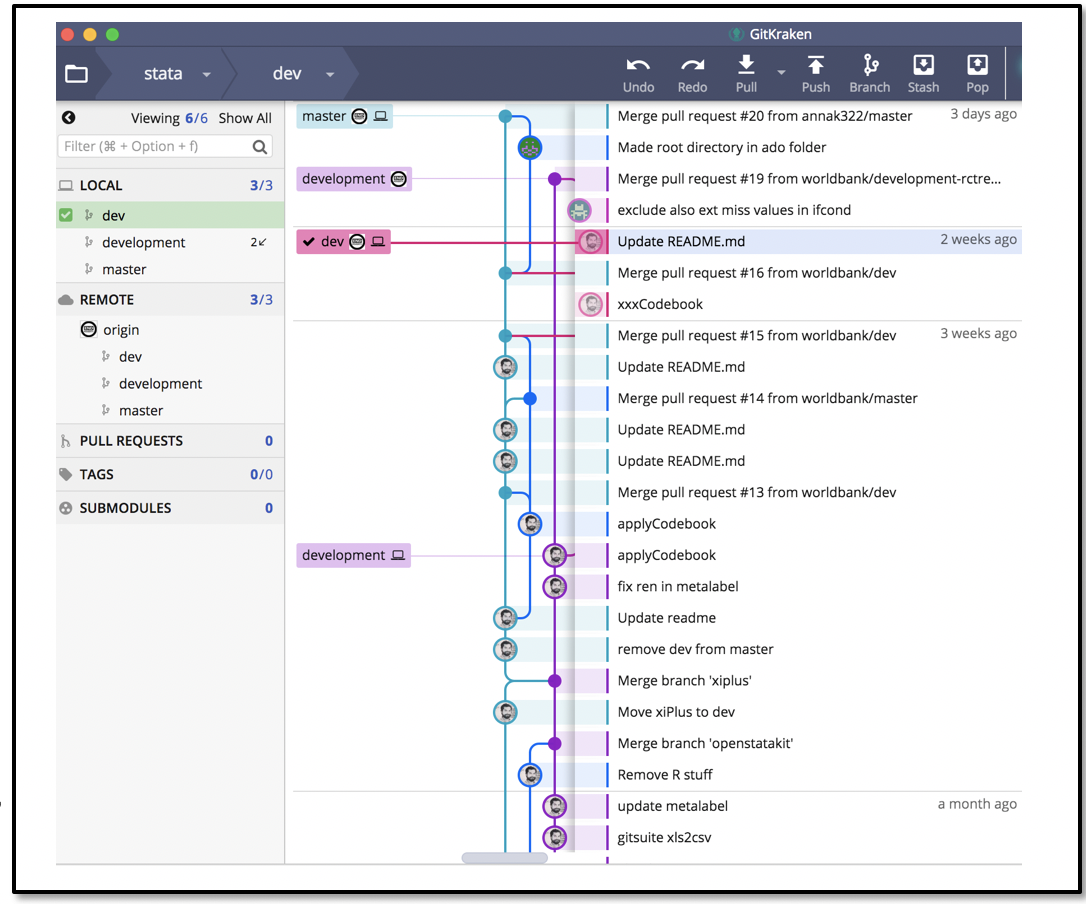 GitKraken
stata
dev
Undo
Redo
Pull
Push
Branch
Stash
Pop
Viewing 6/6 Show All
Filter (⌘ + Option + f)
LOCAL 3/3
dev
development 2↙
master
REMOTE 3/3
origin
dev
development
master
PULL REQUESTS 0
TAGS 0/0
SUBMODULES 0
master
Merge pull request #20 from annak322/master 3 days ago
Made root directory in ado folder
development
Merge pull request #19 from worldbank/development-rctre...
exclude also ext miss values in ifcond
dev
Update README.md 2 weeks ago
Merge pull request #16 from worldbank/dev
xxxCodebook
Merge pull request #15 from worldbank/dev 3 weeks ago
Update README.md
Merge pull request #14 from worldbank/master
Update README.md
Update README.md
Merge pull request #13 from worldbank/dev
applyCodebook
development
applyCodebook
fix ren in metalabel
Update readme
remove dev from master
Merge branch 'xiplus'
Move xiPlus to dev
Merge branch 'openstatakit'
Remove R stuff
update metalabel a month ago
gitsuite xls2csv